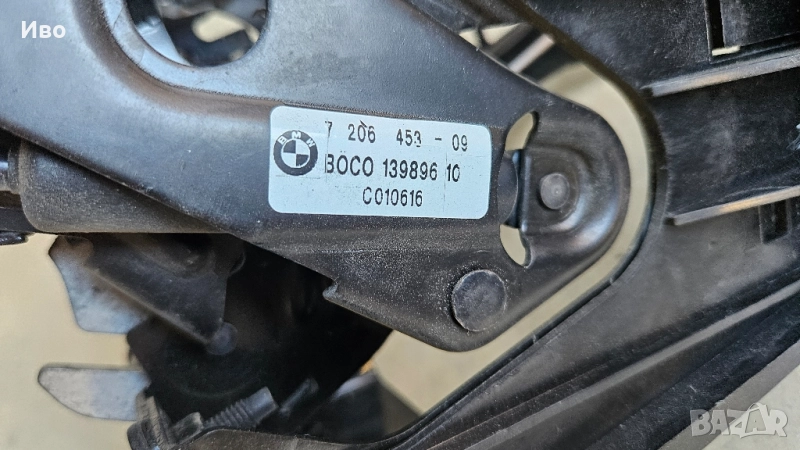 Иво
BMW
7 206 453 - 09
BOCO 139896 10
C010616
BAZAR